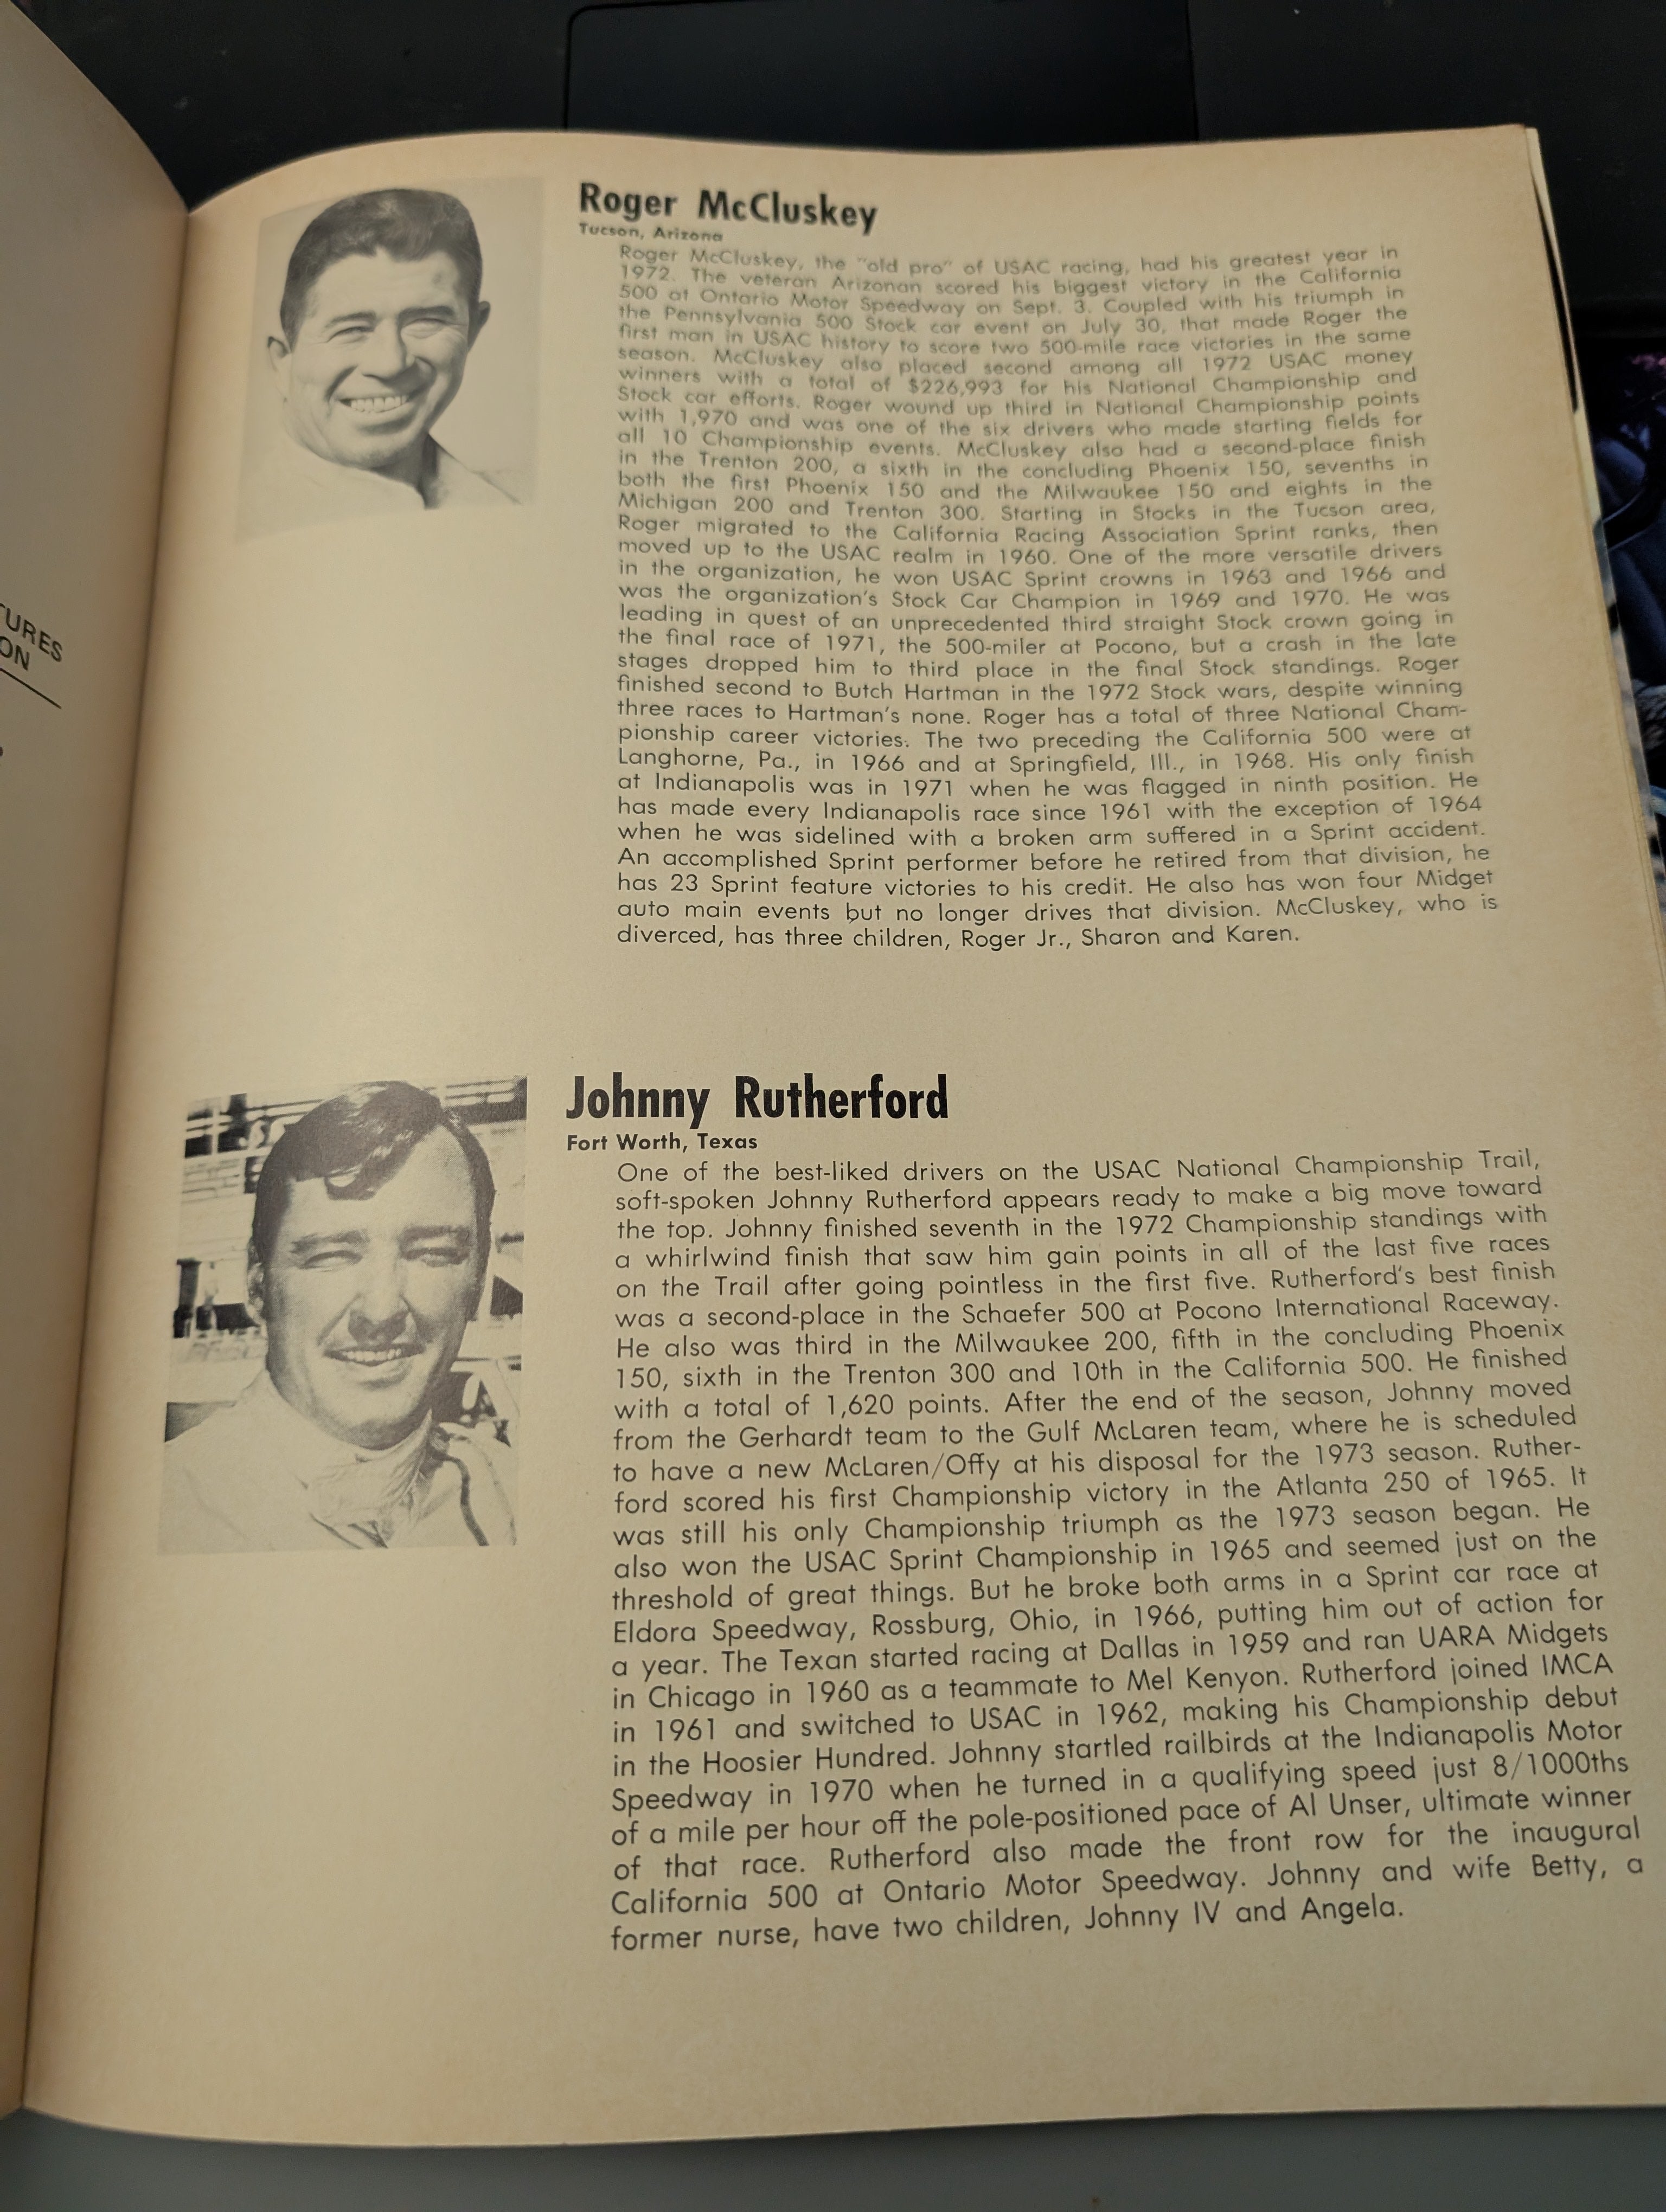 TURES
ON
Roger McCluskey
Tucson, Arizona
Roger McCluskey, the "old pro" of USAC racing, had his greatest year in
1972. The veteran Arizonan scored his biggest victory in the California
500 at Ontario Motor Speedway on Sept. 3. Coupled with his triumph in
the Pennsylvania 500 Stock car event on July 30, that made Roger the
first man in USAC history to score two 500-mile race victories in the same
season. McCluskey also placed second among all 1972 USAC money
winners with a total of $226,993 for his National Championship and
Stock car efforts. Roger wound up third in National Championship points
with 1,970 and was one of the six drivers who made starting fields for
all 10 Championship events. McCluskey also had a second-place finish
in the Trenton 200, a sixth in the concluding Phoenix 150, sevenths in
both the first Phoenix 150 and the Milwaukee 150 and eights in the
Michigan 200 and Trenton 300. Starting in Stocks in the Tucson area,
Roger migrated to the California Racing Association Sprint ranks, then
moved up to the USAC realm in 1960. One of the more versatile drivers
in the organization, he won USAC Sprint crowns in 1963 and 1966 and
was the organization's Stock Car Champion in 1969 and 1970. He was
leading in quest of an unprecedented third straight Stock crown going in
the final race of 1971, the 500-miler at Pocono, but a crash in the late
stages dropped him to third place in the final Stock standings. Roger
finished second to Butch Hartman in the 1972 Stock wars, despite winning
three races to Hartman's none. Roger has a total of three National Cham-
pionship career victories. The two preceding the California 500 were at
Langhorne, Pa., in 1966 and at Springfield, Ill., in 1968. His only finish
at Indianapolis was in 1971 when he was flagged in ninth position. He
has made every Indianapolis race since 1961 with the exception of 1964
when he was sidelined with a broken arm suffered in a Sprint accident.
An accomplished Sprint performer before he retired from that division, he
has 23 Sprint feature victories to his credit. He also has won four Midget
auto main events but no longer drives that division. McCluskey, who is
diverced, has three children, Roger Jr., Sharon and Karen.
Johnny Rutherford
Fort Worth, Texas
One of the best-liked drivers on the USAC National Championship Trail,
soft-spoken Johnny Rutherford appears ready to make a big move toward
the top. Johnny finished seventh in the 1972 Championship standings with
a whirlwind finish that saw him gain points in all of the last five races
on the Trail after going pointless in the first five. Rutherford's best finish
was a second-place in the Schaefer 500 at Pocono International Raceway.
He also was third in the Milwaukee 200, fifth in the concluding Phoenix
150, sixth in the Trenton 300 and 10th in the California 500. He finished
with a total of 1,620 points. After the end of the season, Johnny moved
from the Gerhardt team to the Gulf McLaren team, where he is scheduled
to have a new McLaren/Offy at his disposal for the 1973 season. Ruther-
ford scored his first Championship victory in the Atlanta 250 of 1965. It
was still his only Championship triumph as the 1973 season began. He
also won the USAC Sprint Championship in 1965 and seemed just on the
threshold of great things. But he broke both arms in a Sprint car race at
Eldora Speedway, Rossburg, Ohio, in 1966, putting him out of action for
a year. The Texan started racing at Dallas in 1959 and ran UARA Midgets
in Chicago in 1960 as a teammate to Mel Kenyon. Rutherford joined IMCA
in 1961 and switched to USAC in 1962, making his Championship debut
in the Hoosier Hundred. Johnny startled railbirds at the Indianapolis Motor
Speedway in 1970 when he turned in a qualifying speed just 8/1000ths
of a mile per hour off the pole-positioned pace of Al Unser, ultimate winner
of that race. Rutherford also made the front row for the inaugural
California 500 at Ontario Motor Speedway. Johnny and wife Betty, a
former nurse, have two children, Johnny IV and Angela.